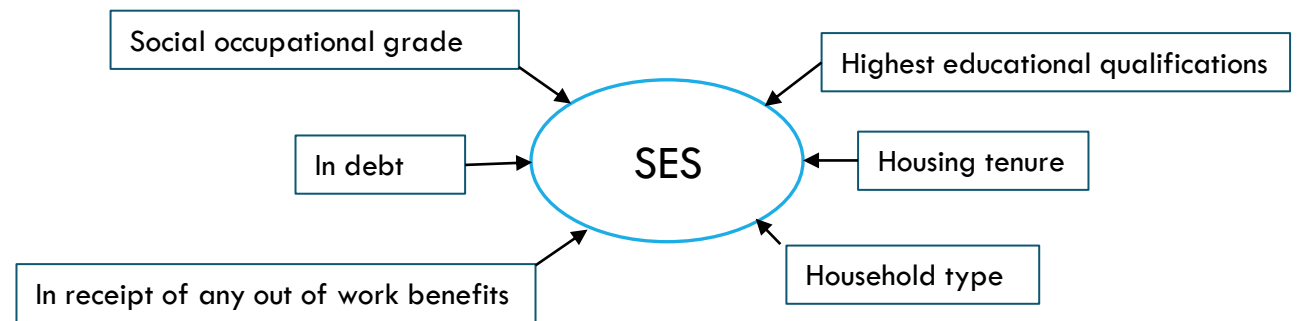 Social occupational grade
Highest educational qualifications
In debt
SES
Housing tenure
In receipt of any out of work benefits
Household type